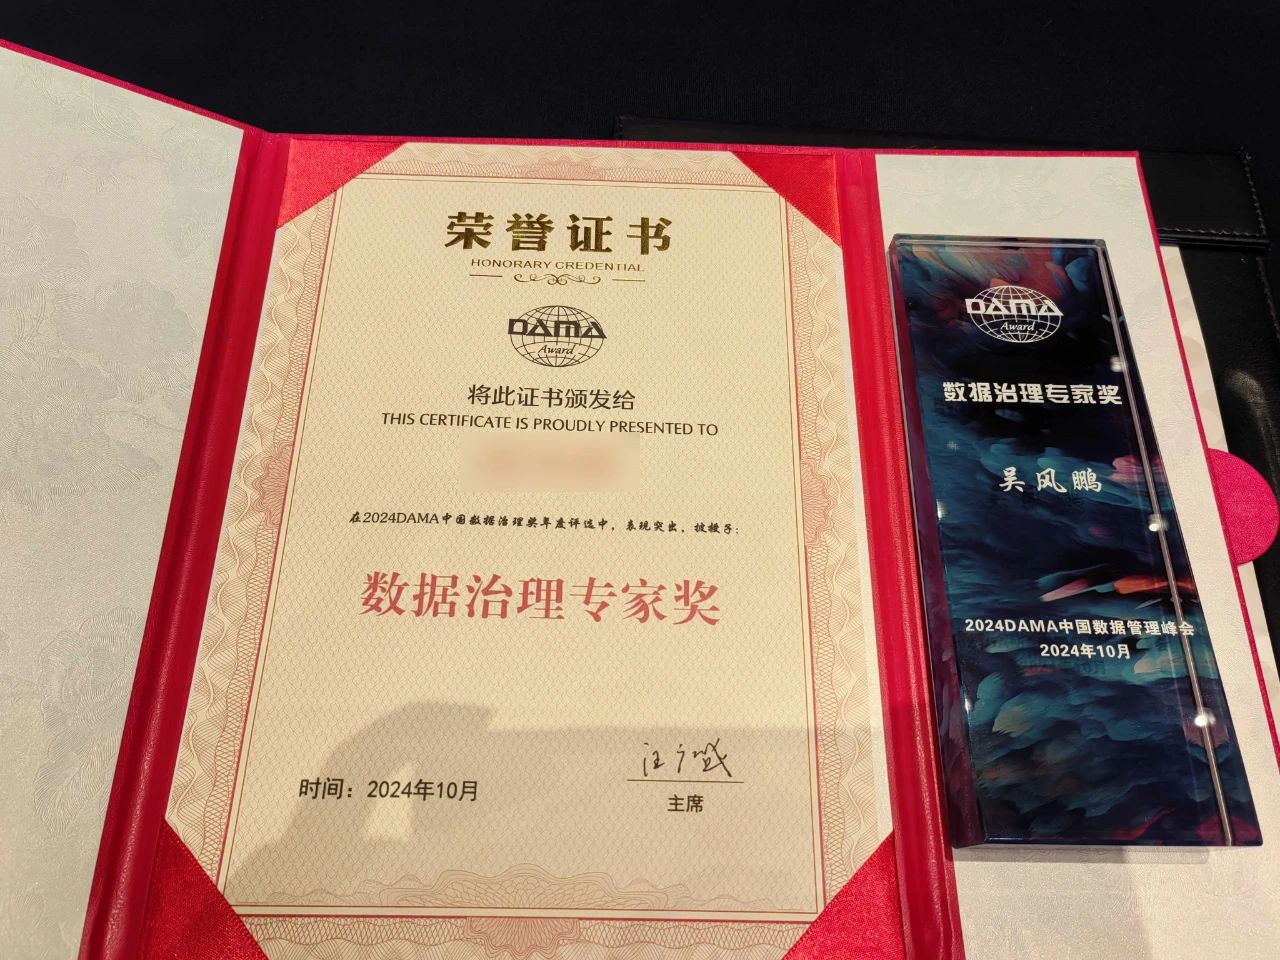 荣誉证书
HONORARY CREDENTIAL
DAMA
Award
将此证书颁发给
THIS CERTIFICATE IS PROUDLY PRESENTED TO
在2024DAMA中国数据治理奖年度评选中，表现突出，被授予：
数据治理专家奖
时间：2024年10月
主席
DAMA
Award
数据治理专家奖
吴风鹏
2024DAMA中国数据管理峰会
2024年10月